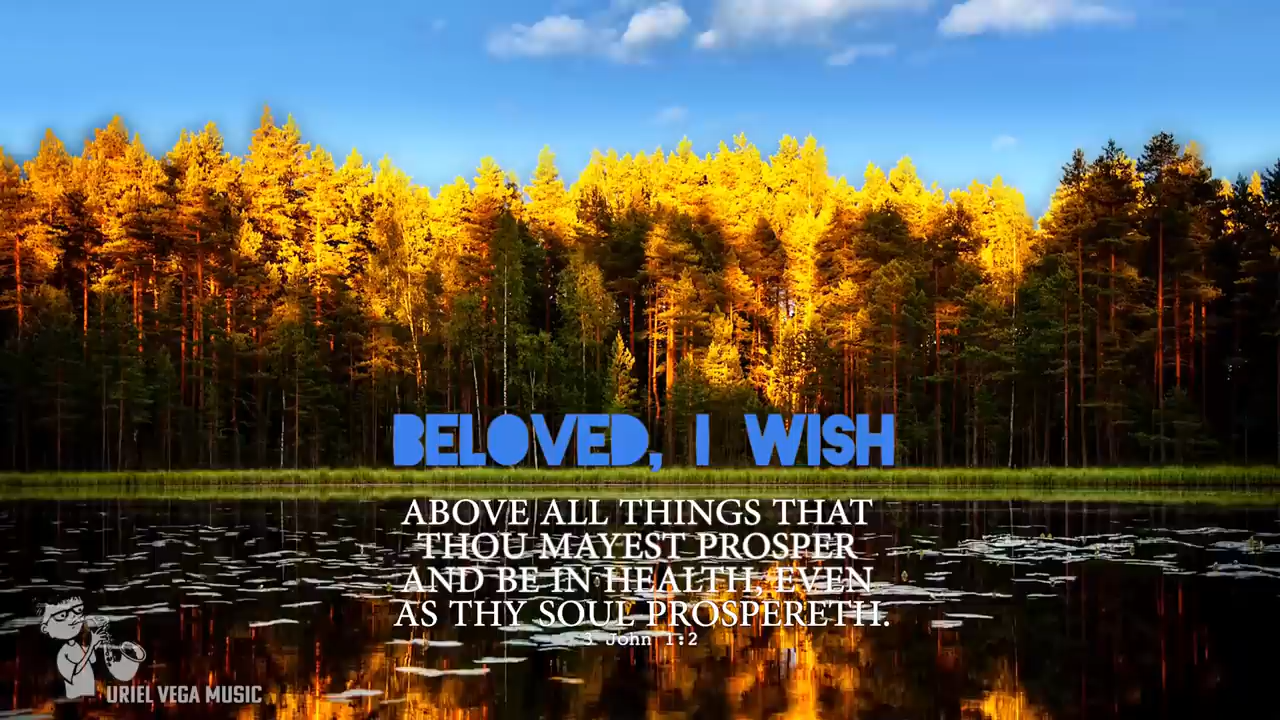 BELOVED, I WISH
ABOVE ALL THINGS THAT
THOU MAYEST PROSPER
AND BE IN HEALTH, EVEN
AS THY SOUL PROSPERETH.
3 John 1:2
URIEL VEGA MUSIC